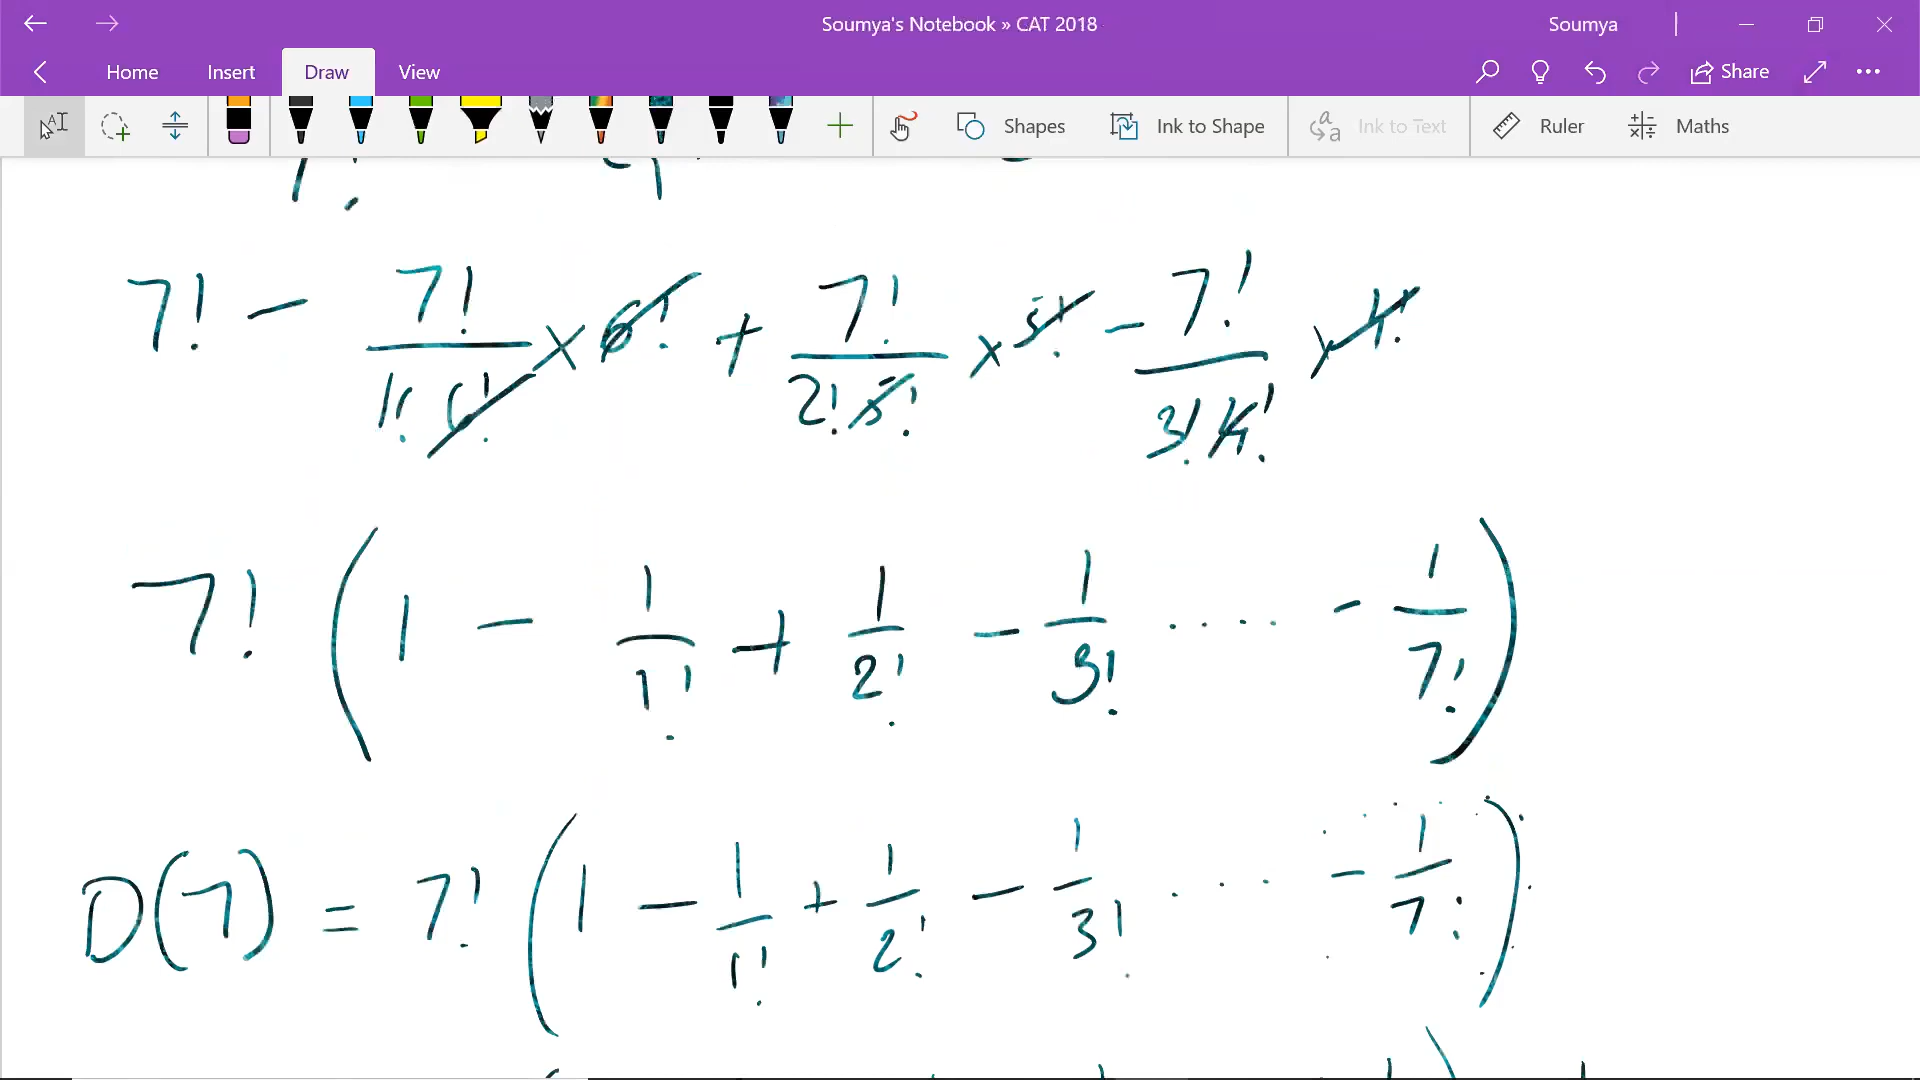 Soumya's Notebook » CAT 2018
Soumya
Home Insert Draw View
Share
Shapes Ink to Shape Ink to Text Ruler Maths
7! - 7!/1!6! × 6! + 7!/2!5! × 5! - 7!/3!4! × 4!
7! (1 - 1/1! + 1/2! - 1/3! .... - 1/7!)
D(7) = 7! (1 - 1/1! + 1/2! - 1/3! ... - 1/7!)